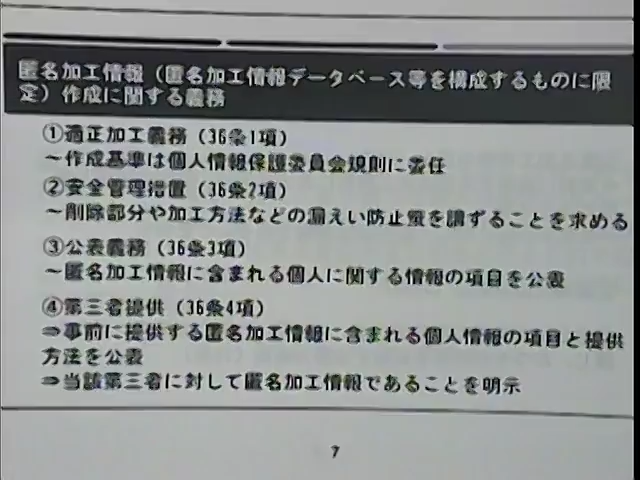 匿名加工情報(匿名加工情報データベース等を構成するものに限
定)作成に関する義務
①適正加工義務(36条1項)
～作成基準は個人情報保護委員会規則に委任
②安全管理措置(36条2項)
～削除部分や加工方法などの漏えい防止策を講ずることを求める
③公表義務(36条3項)
～匿名加工情報に含まれる個人に関する情報の項目を公表
④第三者提供(36条4項)
⇒事前に提供する匿名加工情報に含まれる個人情報の項目と提供
方法を公表
⇒当該第三者に対して匿名加工情報であることを明示
7